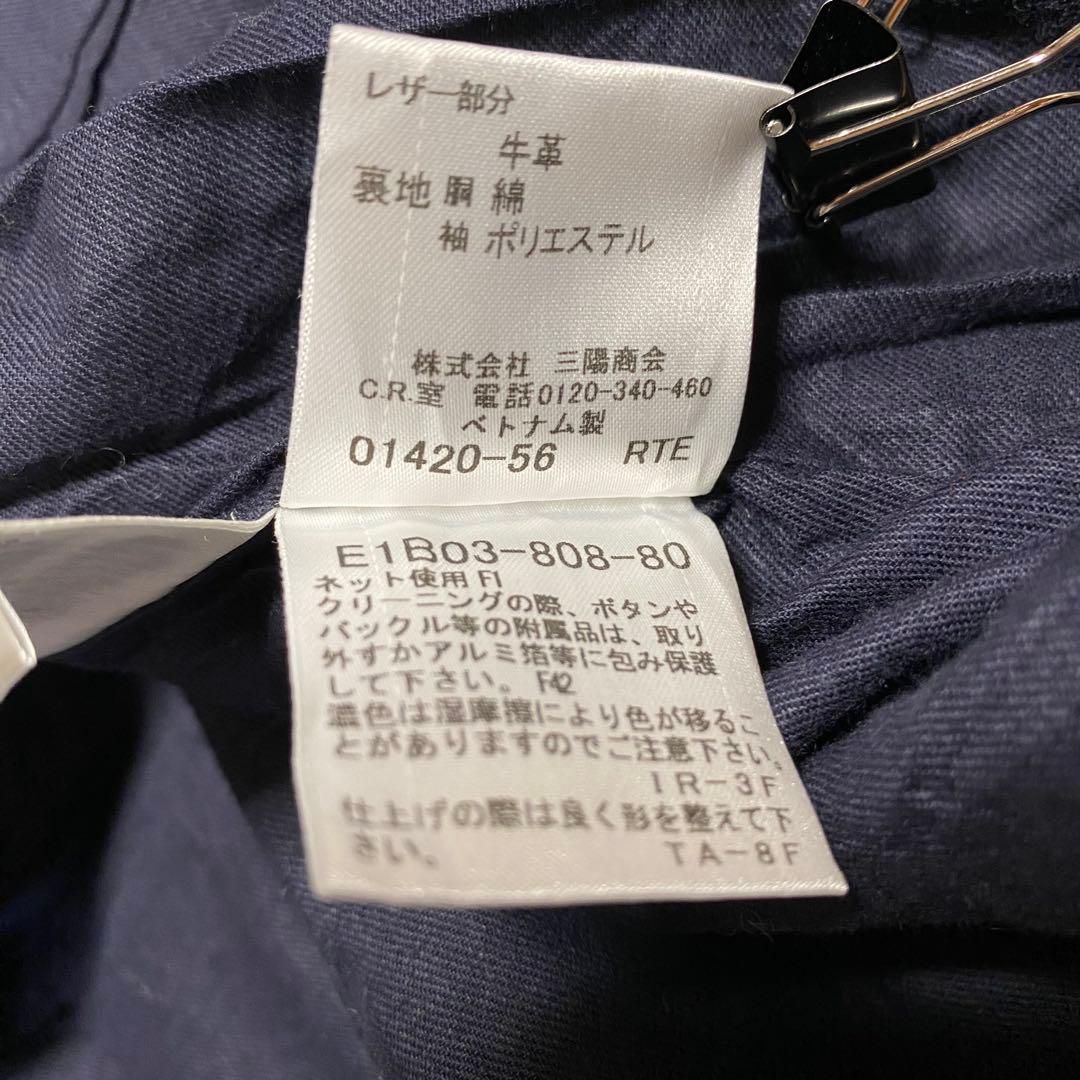 レザー部分
牛革
裏地 胴 綿
袖 ポリエステル
株式会社 三陽商会
C.R.室 電話0120-340-460
ベトナム製
01420-56 RTE
E1B03-808-80
ネット使用 F1
クリーニングの際、ボタンや
バックル等の附属品は、取り
外すかアルミ箔等に包み保護
して下さい。 F42
濃色は湿摩擦により色が移るこ
とがありますのでご注意下さい。
IR-3F
仕上げの際は良く形を整えて下
さい。 TA-8F